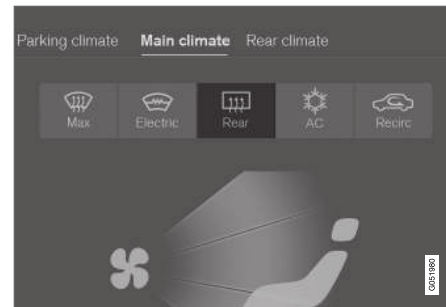 Parking climate Main climate Rear climate
Max Electric Rear AC Recirc
G051980